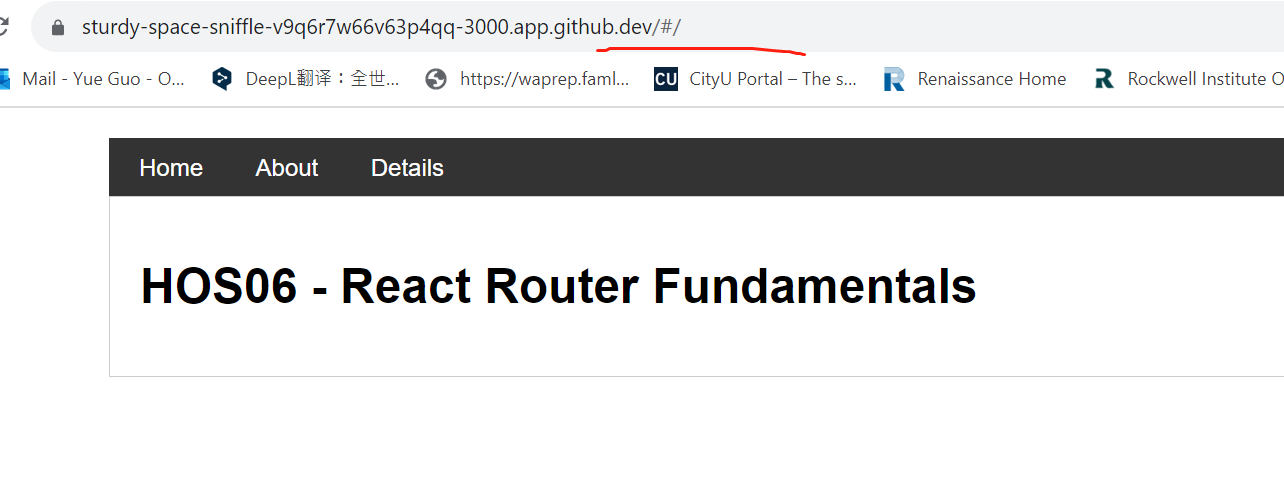 sturdy-space-sniffle-v9q6r7w66v63p4qq-3000.app.github.dev/#/
Mail - Yue Guo - O... DeepL翻译：全世... https://waprep.faml... CU CityU Portal – The s... Renaissance Home Rockwell Institute O
Home About Details
HOS06 - React Router Fundamentals